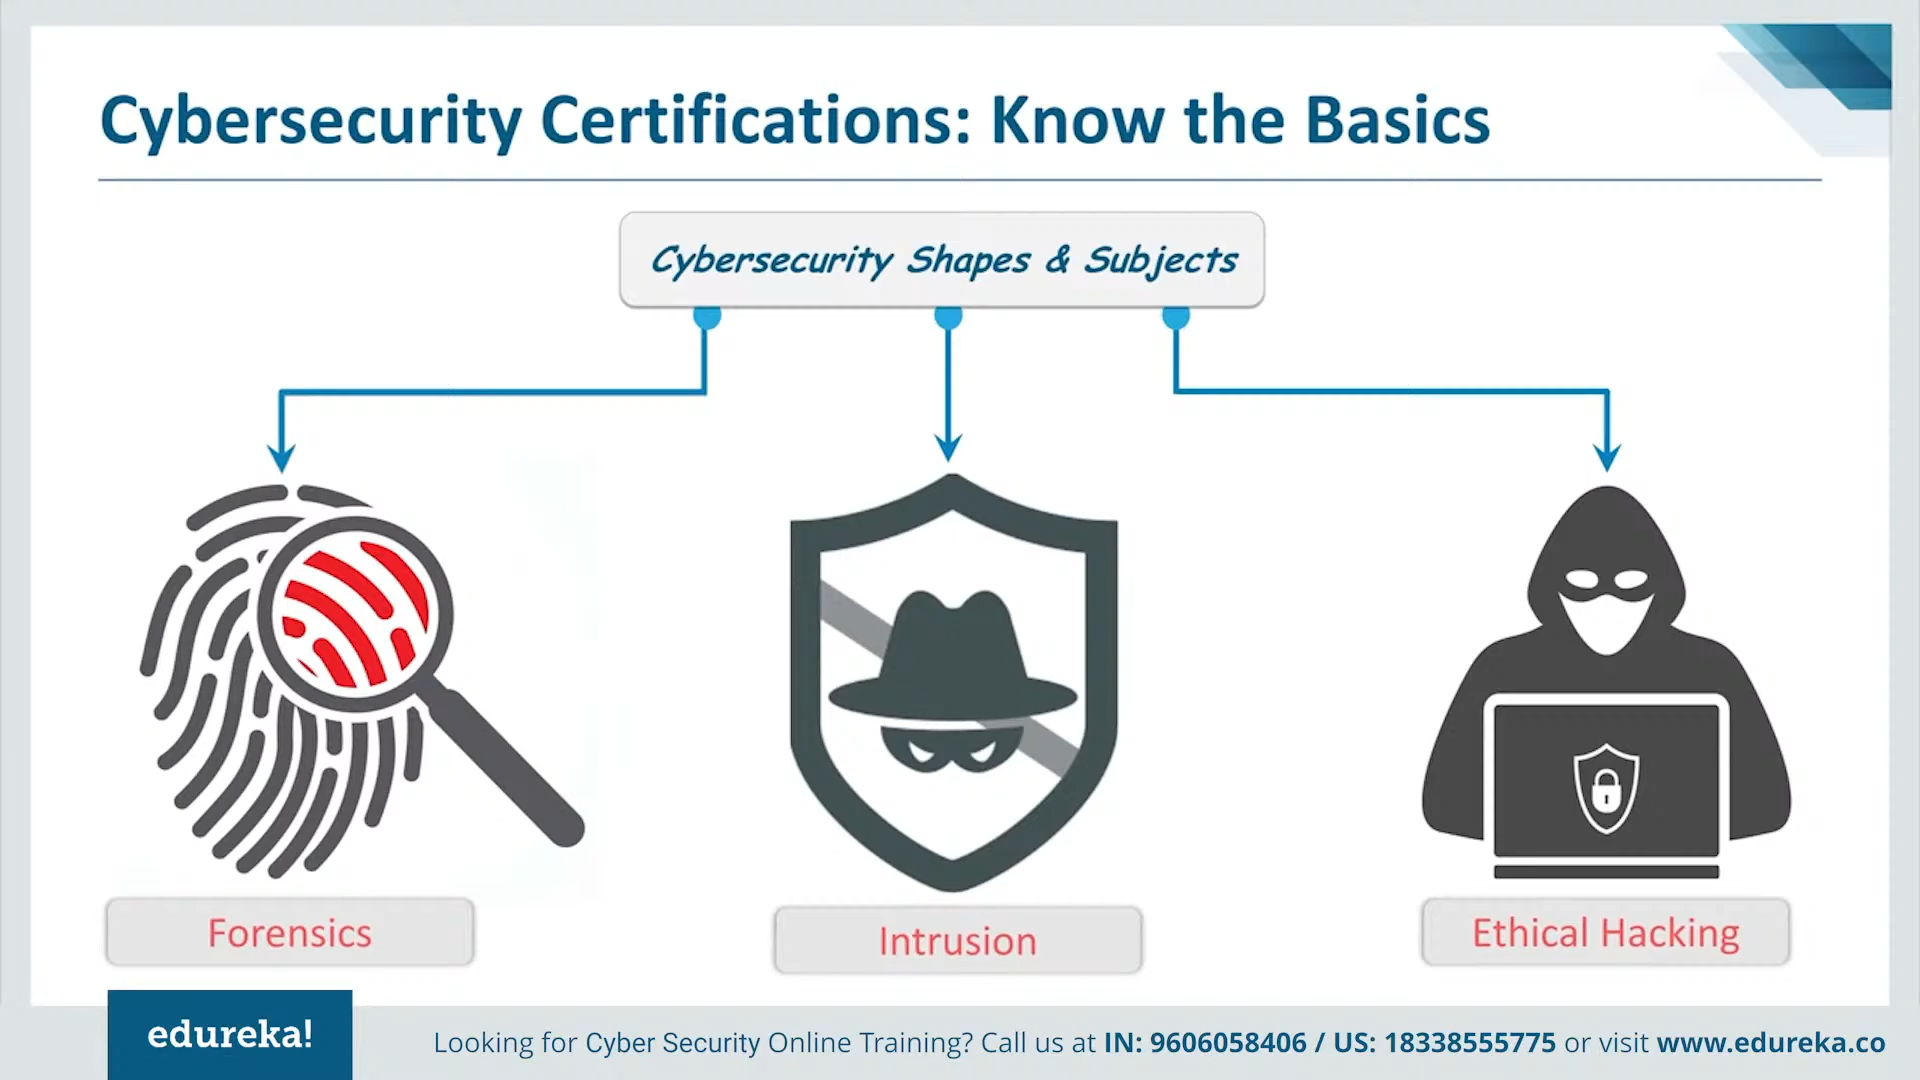 Cybersecurity Certifications: Know the Basics
Cybersecurity Shapes & Subjects
Forensics
Intrusion
Ethical Hacking
edureka!
Looking for Cyber Security Online Training? Call us at IN: 9606058406 / US: 18338555775 or visit www.edureka.co